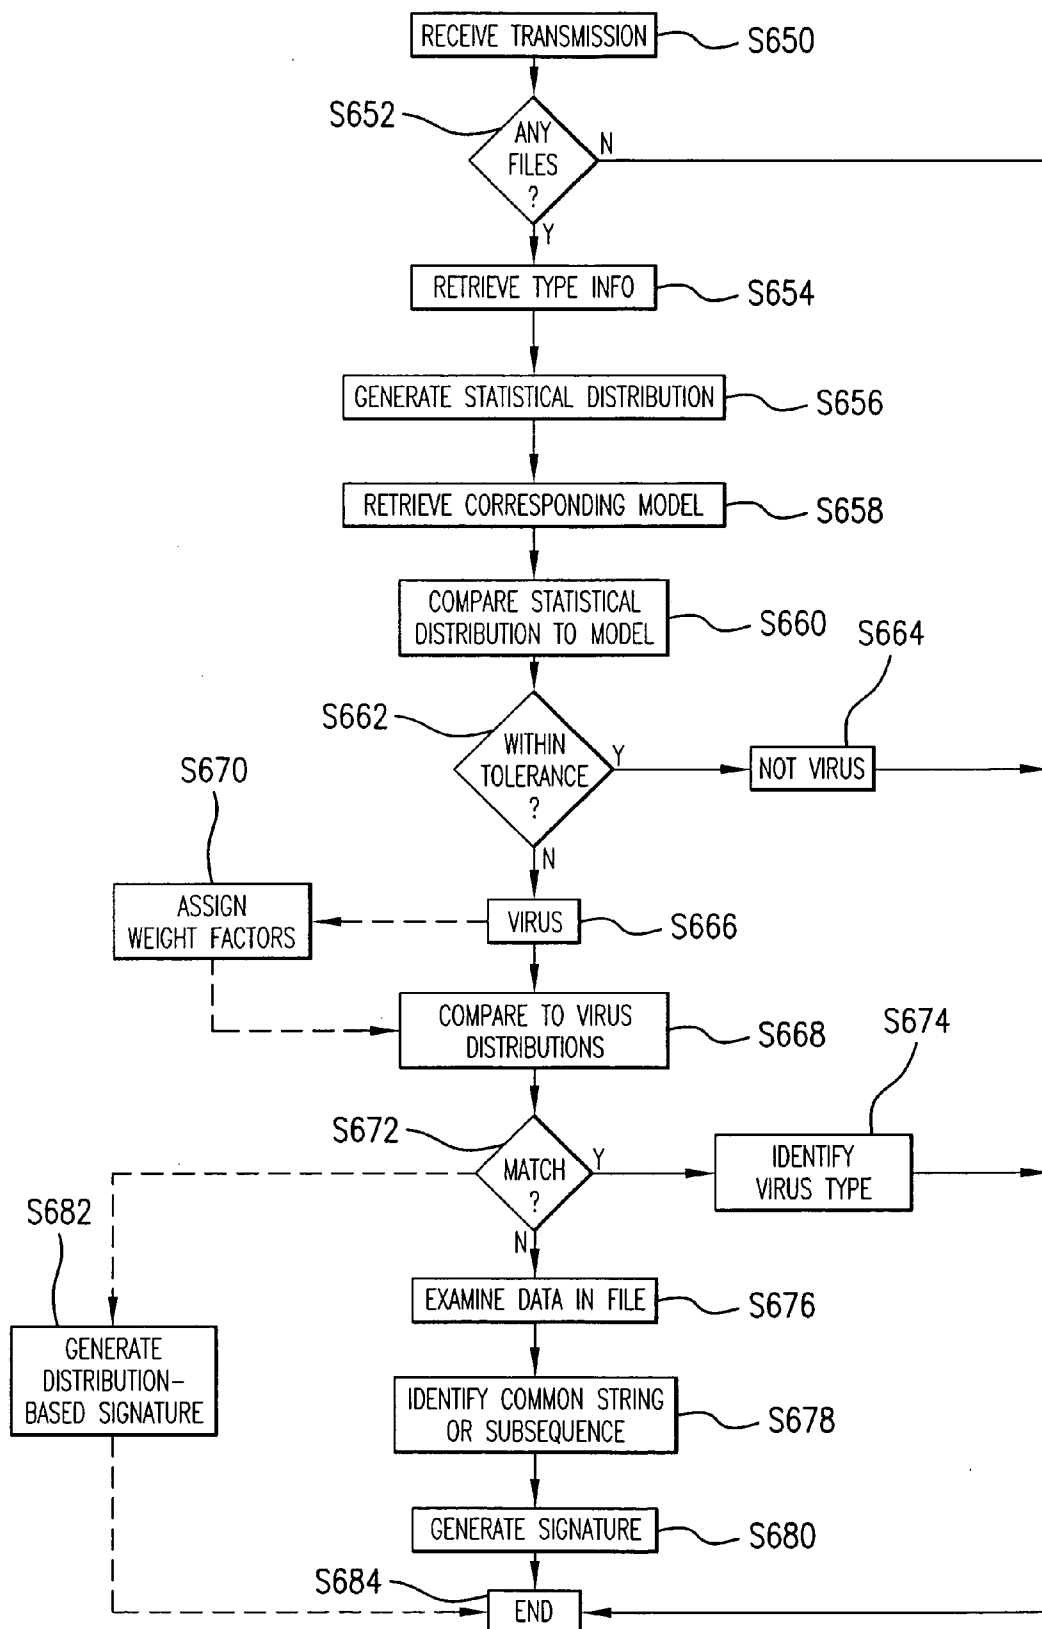 RECEIVE TRANSMISSION
S650
S652
ANY
FILES
?
N
Y
RETRIEVE TYPE INFO
S654
GENERATE STATISTICAL DISTRIBUTION
S656
RETRIEVE CORRESPONDING MODEL
S658
COMPARE STATISTICAL
DISTRIBUTION TO MODEL
S660
S664
S662
WITHIN
TOLERANCE
?
Y
NOT VIRUS
N
S670
ASSIGN
WEIGHT FACTORS
VIRUS
S666
COMPARE TO VIRUS
DISTRIBUTIONS
S668
S674
S672
MATCH
?
Y
IDENTIFY
VIRUS TYPE
N
S682
EXAMINE DATA IN FILE
S676
GENERATE
DISTRIBUTION-
BASED SIGNATURE
IDENTIFY COMMON STRING
OR SUBSEQUENCE
S678
GENERATE SIGNATURE
S680
S684
END